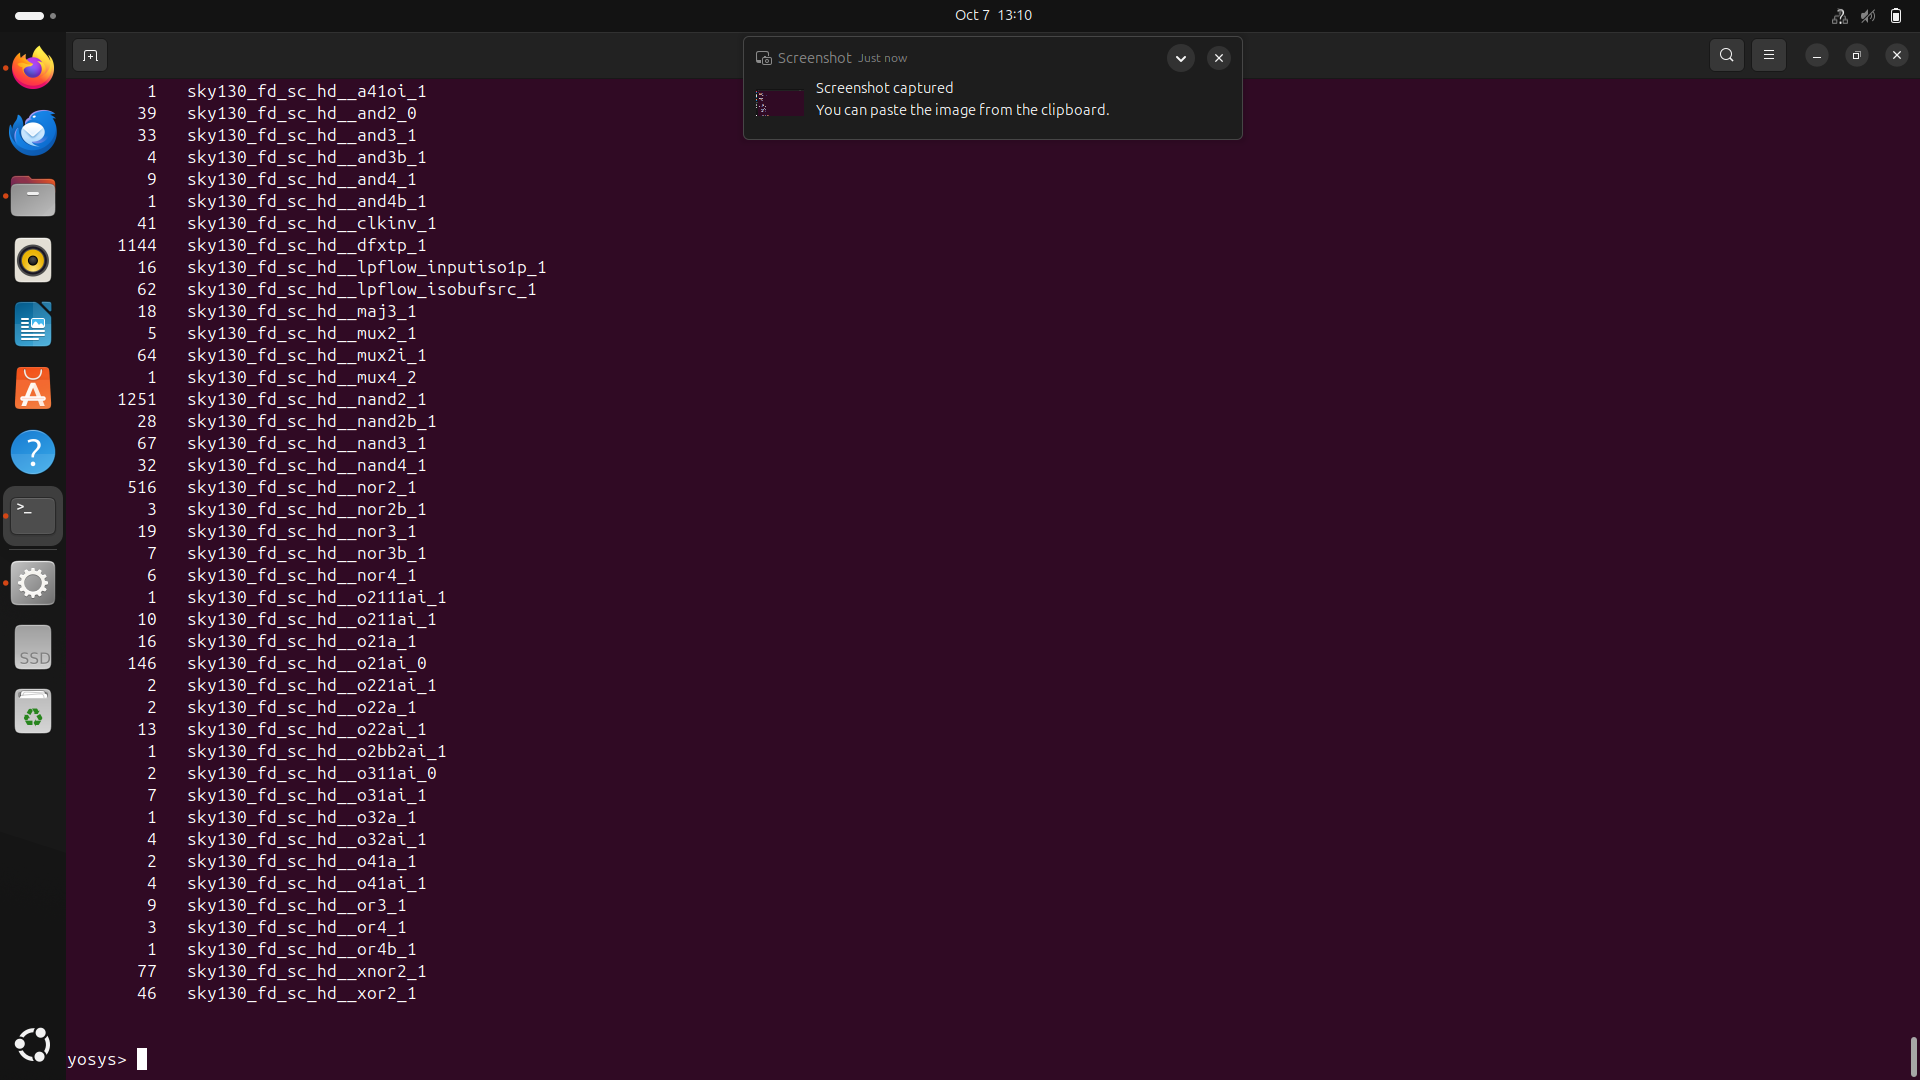 Oct 7 13:10
Screenshot Just now
Screenshot captured
You can paste the image from the clipboard.
1 sky130_fd_sc_hd__a41oi_1
39 sky130_fd_sc_hd__and2_0
33 sky130_fd_sc_hd__and3_1
4 sky130_fd_sc_hd__and3b_1
9 sky130_fd_sc_hd__and4_1
1 sky130_fd_sc_hd__and4b_1
41 sky130_fd_sc_hd__clkinv_1
1144 sky130_fd_sc_hd__dfxtp_1
16 sky130_fd_sc_hd__lpflow_inputiso1p_1
62 sky130_fd_sc_hd__lpflow_isobufsrc_1
18 sky130_fd_sc_hd__maj3_1
5 sky130_fd_sc_hd__mux2_1
64 sky130_fd_sc_hd__mux2i_1
1 sky130_fd_sc_hd__mux4_2
1251 sky130_fd_sc_hd__nand2_1
28 sky130_fd_sc_hd__nand2b_1
67 sky130_fd_sc_hd__nand3_1
32 sky130_fd_sc_hd__nand4_1
516 sky130_fd_sc_hd__nor2_1
3 sky130_fd_sc_hd__nor2b_1
19 sky130_fd_sc_hd__nor3_1
7 sky130_fd_sc_hd__nor3b_1
6 sky130_fd_sc_hd__nor4_1
1 sky130_fd_sc_hd__o2111ai_1
10 sky130_fd_sc_hd__o211ai_1
16 sky130_fd_sc_hd__o21a_1
146 sky130_fd_sc_hd__o21ai_0
2 sky130_fd_sc_hd__o221ai_1
2 sky130_fd_sc_hd__o22a_1
13 sky130_fd_sc_hd__o22ai_1
1 sky130_fd_sc_hd__o2bb2ai_1
2 sky130_fd_sc_hd__o311ai_0
7 sky130_fd_sc_hd__o31ai_1
1 sky130_fd_sc_hd__o32a_1
4 sky130_fd_sc_hd__o32ai_1
2 sky130_fd_sc_hd__o41a_1
4 sky130_fd_sc_hd__o41ai_1
9 sky130_fd_sc_hd__or3_1
3 sky130_fd_sc_hd__or4_1
1 sky130_fd_sc_hd__or4b_1
77 sky130_fd_sc_hd__xnor2_1
46 sky130_fd_sc_hd__xor2_1
yosys>
SSD